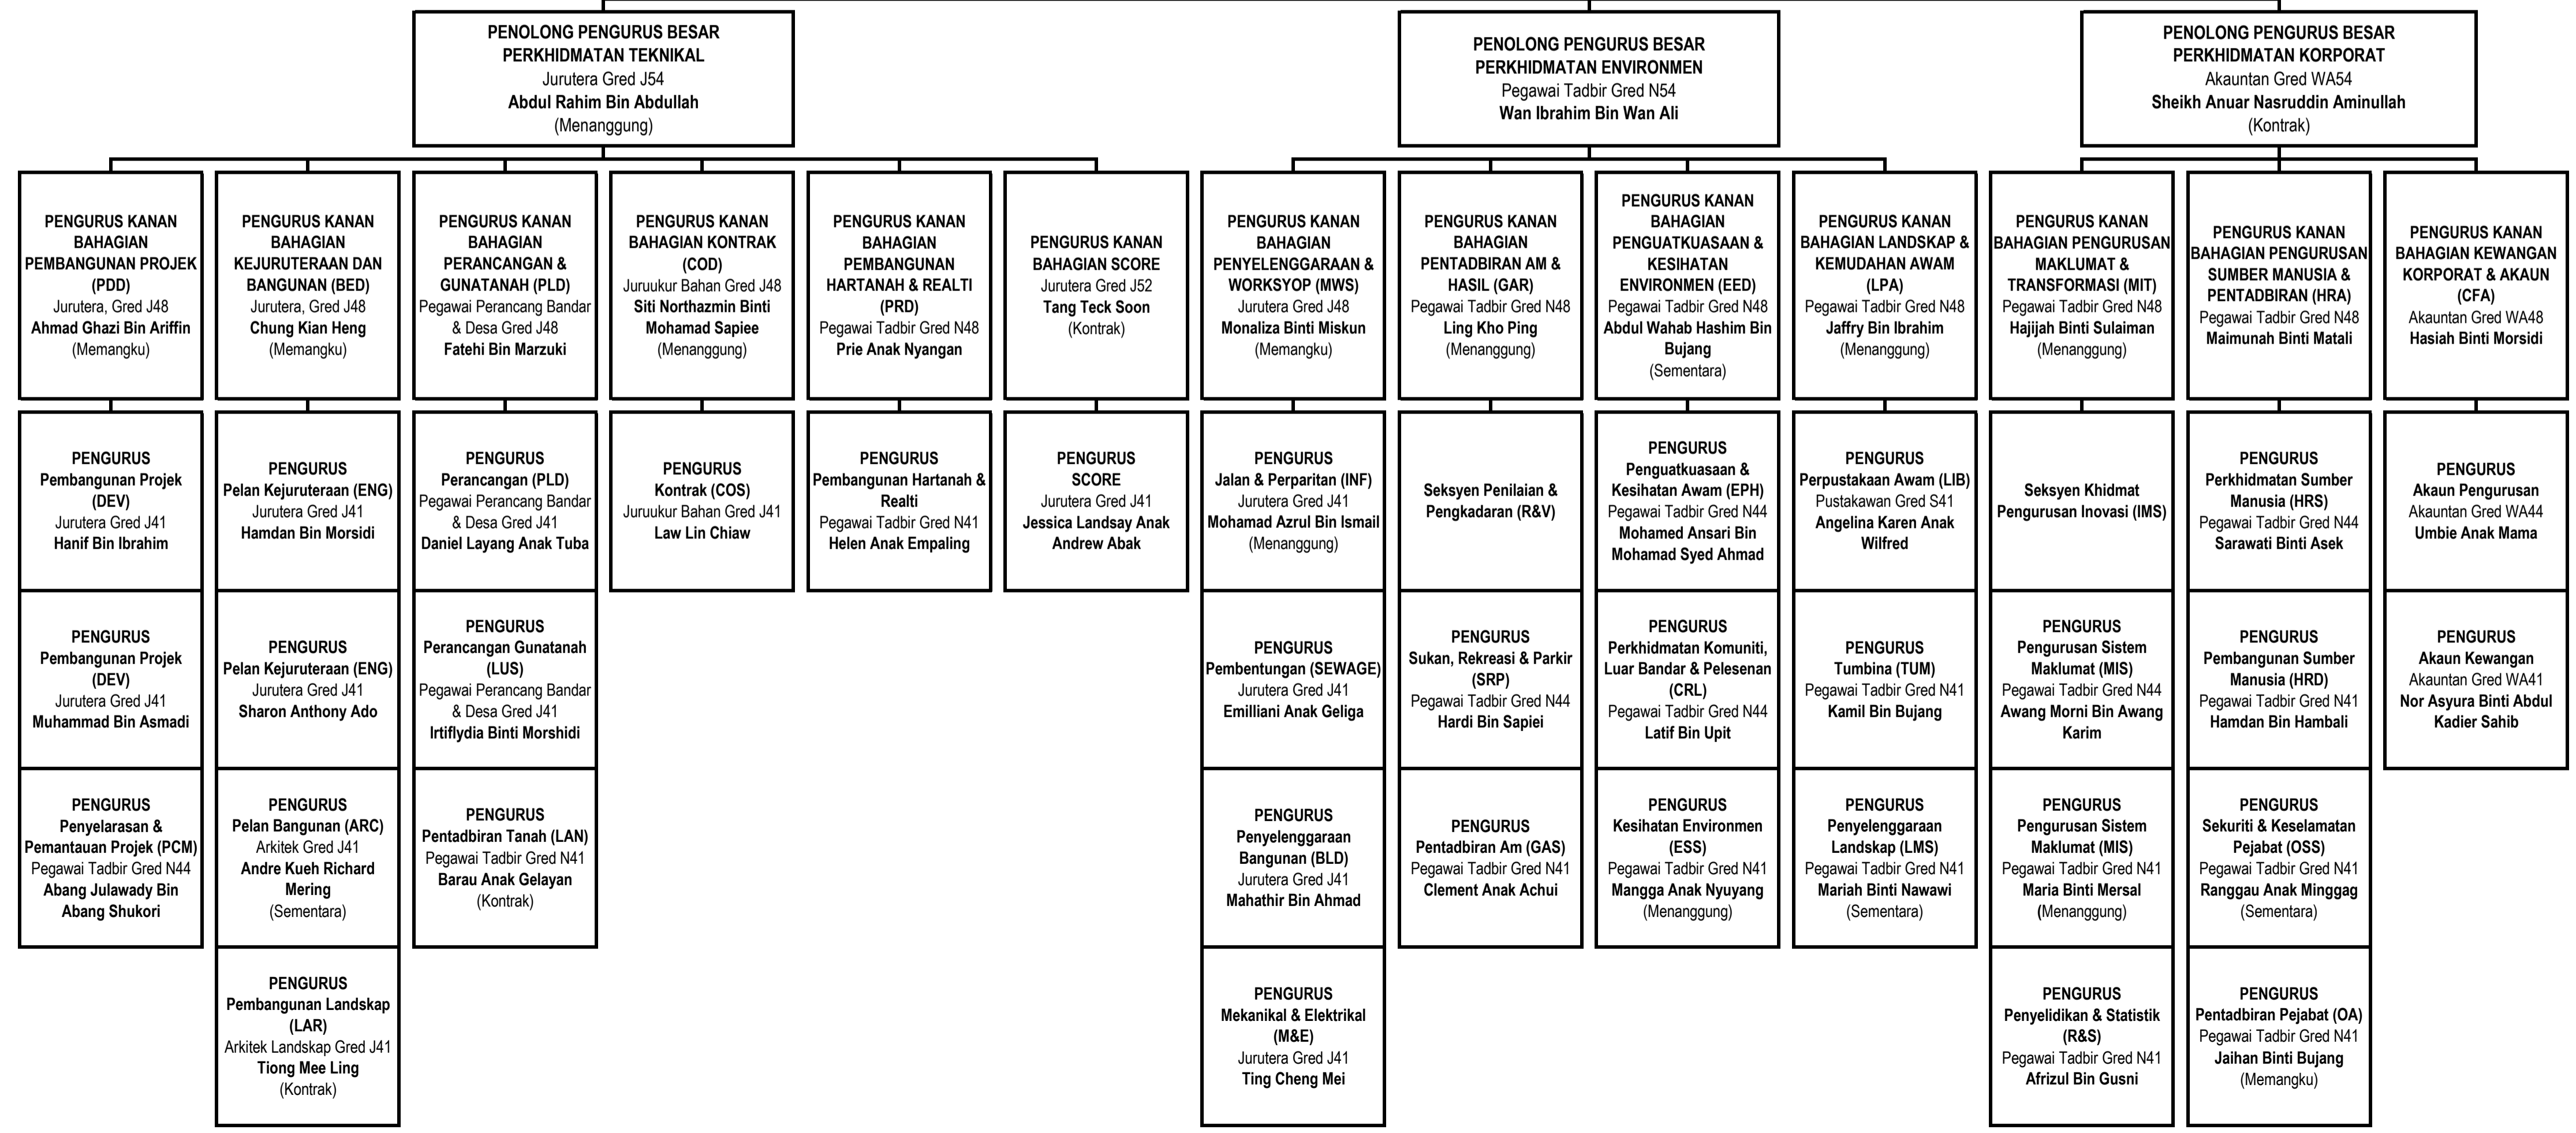 PENOLONG PENGURUS BESAR
PERKHIDMATAN TEKNIKAL
Jurutera Gred J54
Abdul Rahim Bin Abdullah
(Menanggung)
PENOLONG PENGURUS BESAR
PERKHIDMATAN ENVIRONMEN
Pegawai Tadbir Gred N54
Wan Ibrahim Bin Wan Ali
PENOLONG PENGURUS BESAR
PERKHIDMATAN KORPORAT
Akauntan Gred WA54
Sheikh Anuar Nasruddin Aminullah
(Kontrak)
PENGURUS KANAN
BAHAGIAN
PEMBANGUNAN PROJEK
(PDD)
Jurutera, Gred J48
Ahmad Ghazi Bin Ariffin
(Memangku)
PENGURUS KANAN
BAHAGIAN
KEJURUTERAAN DAN
BANGUNAN (BED)
Jurutera, Gred J48
Chung Kian Heng
(Memangku)
PENGURUS KANAN
BAHAGIAN
PERANCANGAN &
GUNATANAH (PLD)
Pegawai Perancang Bandar
& Desa Gred J48
Fatehi Bin Marzuki
PENGURUS KANAN
BAHAGIAN KONTRAK
(COD)
Juruukur Bahan Gred J48
Siti Northazmin Binti
Mohamad Sapiee
(Menanggung)
PENGURUS KANAN
BAHAGIAN
PEMBANGUNAN
HARTANAH & REALTI
(PRD)
Pegawai Tadbir Gred N48
Prie Anak Nyangan
PENGURUS KANAN
BAHAGIAN SCORE
Jurutera Gred J52
Tang Teck Soon
(Kontrak)
PENGURUS KANAN
BAHAGIAN
PENYELENGGARAAN &
WORKSYOP (MWS)
Jurutera Gred J48
Monaliza Binti Miskun
(Memangku)
PENGURUS KANAN
BAHAGIAN
PENTADBIRAN AM &
HASIL (GAR)
Pegawai Tadbir Gred N48
Ling Kho Ping
(Menanggung)
PENGURUS KANAN
BAHAGIAN
PENGUATKUASAAN &
KESIHATAN
ENVIRONMEN (EED)
Pegawai Tadbir Gred N48
Abdul Wahab Hashim Bin
Bujang
(Sementara)
PENGURUS KANAN
BAHAGIAN LANDSKAP &
KEMUDAHAN AWAM
(LPA)
Pegawai Tadbir Gred N48
Jaffry Bin Ibrahim
(Menanggung)
PENGURUS KANAN
BAHAGIAN PENGURUSAN
MAKLUMAT &
TRANSFORMASI (MIT)
Pegawai Tadbir Gred N48
Hajijah Binti Sulaiman
(Menanggung)
PENGURUS KANAN
BAHAGIAN PENGURUSAN
SUMBER MANUSIA &
PENTADBIRAN (HRA)
Pegawai Tadbir Gred N48
Maimunah Binti Matali
PENGURUS KANAN
BAHAGIAN KEWANGAN
KORPORAT & AKAUN
(CFA)
Akauntan Gred WA48
Hasiah Binti Morsidi
PENGURUS
Pembangunan Projek
(DEV)
Jurutera Gred J41
Hanif Bin Ibrahim
PENGURUS
Pelan Kejuruteraan (ENG)
Jurutera Gred J41
Hamdan Bin Morsidi
PENGURUS
Perancangan (PLD)
Pegawai Perancang Bandar
& Desa Gred J41
Daniel Layang Anak Tuba
PENGURUS
Kontrak (COS)
Juruukur Bahan Gred J41
Law Lin Chiaw
PENGURUS
Pembangunan Hartanah &
Realti
Pegawai Tadbir Gred N41
Helen Anak Empaling
PENGURUS
SCORE
Jurutera Gred J41
Jessica Landsay Anak
Andrew Abak
PENGURUS
Jalan & Perparitan (INF)
Jurutera Gred J41
Mohamad Azrul Bin Ismail
(Menanggung)
Seksyen Penilaian &
Pengkadaran (R&V)
PENGURUS
Penguatkuasaan &
Kesihatan Awam (EPH)
Pegawai Tadbir Gred N44
Mohamed Ansari Bin
Mohamad Syed Ahmad
PENGURUS
Perpustakaan Awam (LIB)
Pustakawan Gred S41
Angelina Karen Anak
Wilfred
Seksyen Khidmat
Pengurusan Inovasi (IMS)
PENGURUS
Perkhidmatan Sumber
Manusia (HRS)
Pegawai Tadbir Gred N44
Sarawati Binti Asek
PENGURUS
Akaun Pengurusan
Akauntan Gred WA44
Umbie Anak Mama
PENGURUS
Pembangunan Projek
(DEV)
Jurutera Gred J41
Muhammad Bin Asmadi
PENGURUS
Pelan Kejuruteraan (ENG)
Jurutera Gred J41
Sharon Anthony Ado
PENGURUS
Perancangan Gunatanah
(LUS)
Pegawai Perancang Bandar
& Desa Gred J41
Irtiflydia Binti Morshidi
PENGURUS
Pembentungan (SEWAGE)
Jurutera Gred J41
Emilliani Anak Geliga
PENGURUS
Sukan, Rekreasi & Parkir
(SRP)
Pegawai Tadbir Gred N44
Hardi Bin Sapiei
PENGURUS
Perkhidmatan Komuniti,
Luar Bandar & Pelesenan
(CRL)
Pegawai Tadbir Gred N44
Latif Bin Upit
PENGURUS
Tumbina (TUM)
Pegawai Tadbir Gred N41
Kamil Bin Bujang
PENGURUS
Pengurusan Sistem
Maklumat (MIS)
Pegawai Tadbir Gred N44
Awang Morni Bin Awang
Karim
PENGURUS
Pembangunan Sumber
Manusia (HRD)
Pegawai Tadbir Gred N41
Hamdan Bin Hambali
PENGURUS
Akaun Kewangan
Akauntan Gred WA41
Nor Asyura Binti Abdul
Kadier Sahib
PENGURUS
Penyelarasan &
Pemantauan Projek (PCM)
Pegawai Tadbir Gred N44
Abang Julawady Bin
Abang Shukori
PENGURUS
Pelan Bangunan (ARC)
Arkitek Gred J41
Andre Kueh Richard
Mering
(Sementara)
PENGURUS
Pentadbiran Tanah (LAN)
Pegawai Tadbir Gred N41
Barau Anak Gelayan
(Kontrak)
PENGURUS
Penyelenggaraan
Bangunan (BLD)
Jurutera Gred J41
Mahathir Bin Ahmad
PENGURUS
Pentadbiran Am (GAS)
Pegawai Tadbir Gred N41
Clement Anak Achui
PENGURUS
Kesihatan Environmen
(ESS)
Pegawai Tadbir Gred N41
Mangga Anak Nyuyang
(Menanggung)
PENGURUS
Penyelenggaraan
Landskap (LMS)
Pegawai Tadbir Gred N41
Mariah Binti Nawawi
(Sementara)
PENGURUS
Pengurusan Sistem
Maklumat (MIS)
Pegawai Tadbir Gred N41
Maria Binti Mersal
(Menanggung)
PENGURUS
Sekuriti & Keselamatan
Pejabat (OSS)
Pegawai Tadbir Gred N41
Ranggau Anak Minggag
(Sementara)
PENGURUS
Pembangunan Landskap
(LAR)
Arkitek Landskap Gred J41
Tiong Mee Ling
(Kontrak)
PENGURUS
Mekanikal & Elektrikal
(M&E)
Jurutera Gred J41
Ting Cheng Mei
PENGURUS
Penyelidikan & Statistik
(R&S)
Pegawai Tadbir Gred N41
Afrizul Bin Gusni
PENGURUS
Pentadbiran Pejabat (OA)
Pegawai Tadbir Gred N41
Jaihan Binti Bujang
(Memangku)